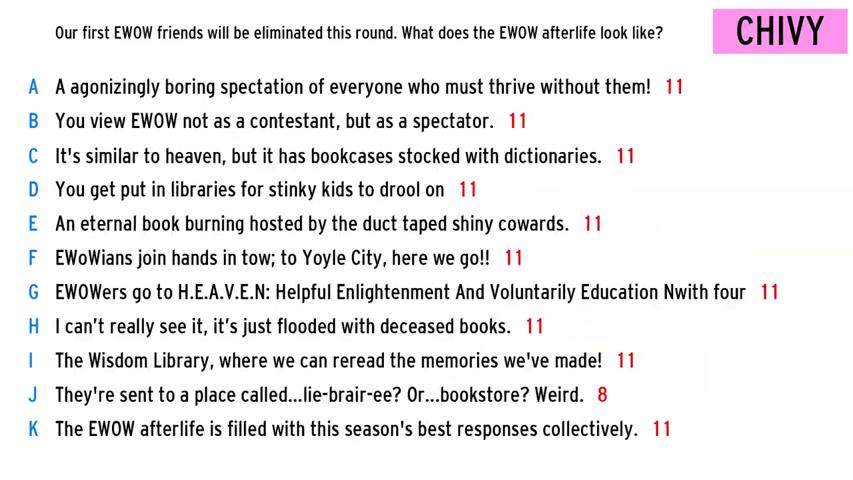 Our first EWOW friends will be eliminated this round. What does the EWOW afterlife look like?
CHIVY
A A agonizingly boring spectation of everyone who must thrive without them! 11
B You view EWOW not as a contestant, but as a spectator. 11
C It's similar to heaven, but it has bookcases stocked with dictionaries. 11
D You get put in libraries for stinky kids to drool on 11
E An eternal book burning hosted by the duct taped shiny cowards. 11
F EWoWians join hands in tow; to Yoyle City, here we go!! 11
G EWOWers go to H.E.A.V.E.N: Helpful Enlightenment And Voluntarily Education Nwith four 11
H I can’t really see it, it’s just flooded with deceased books. 11
I The Wisdom Library, where we can reread the memories we've made! 11
J They're sent to a place called...lie-brair-ee? Or...bookstore? Weird. 8
K The EWOW afterlife is filled with this season's best responses collectively. 11